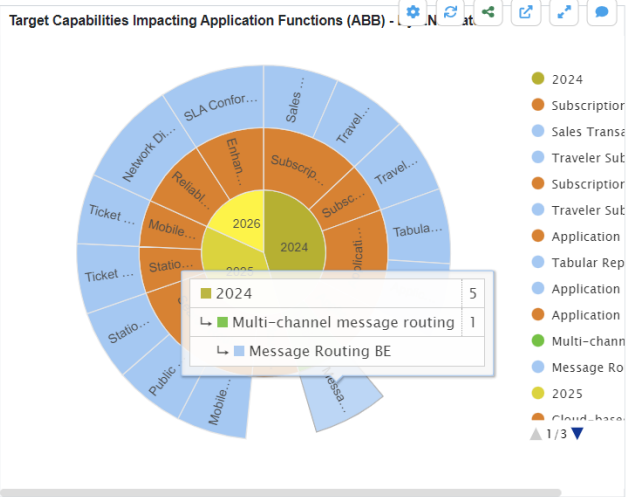 Target Capabilities Impacting Application Functions (ABB) -
SLA Confor...
Sales ...
Travel...
Travel...
Tabula...
Network Di...
Ticket ...
Ticket ...
Statio...
Public ...
Mobile...
Enhan...
Subscrip...
Subsc...
Reliabl...
Mobile...
Statio...
2026
2024
2025
2024 5
Multi-channel message routing 1
Message Routing BE
2024
Subscription
Sales Transa
Traveler Sub
Subscription
Traveler Sub
Application
Tabular Rep
Application
Application
Multi-chann
Message Ro
2025
Cloud-base
1/3